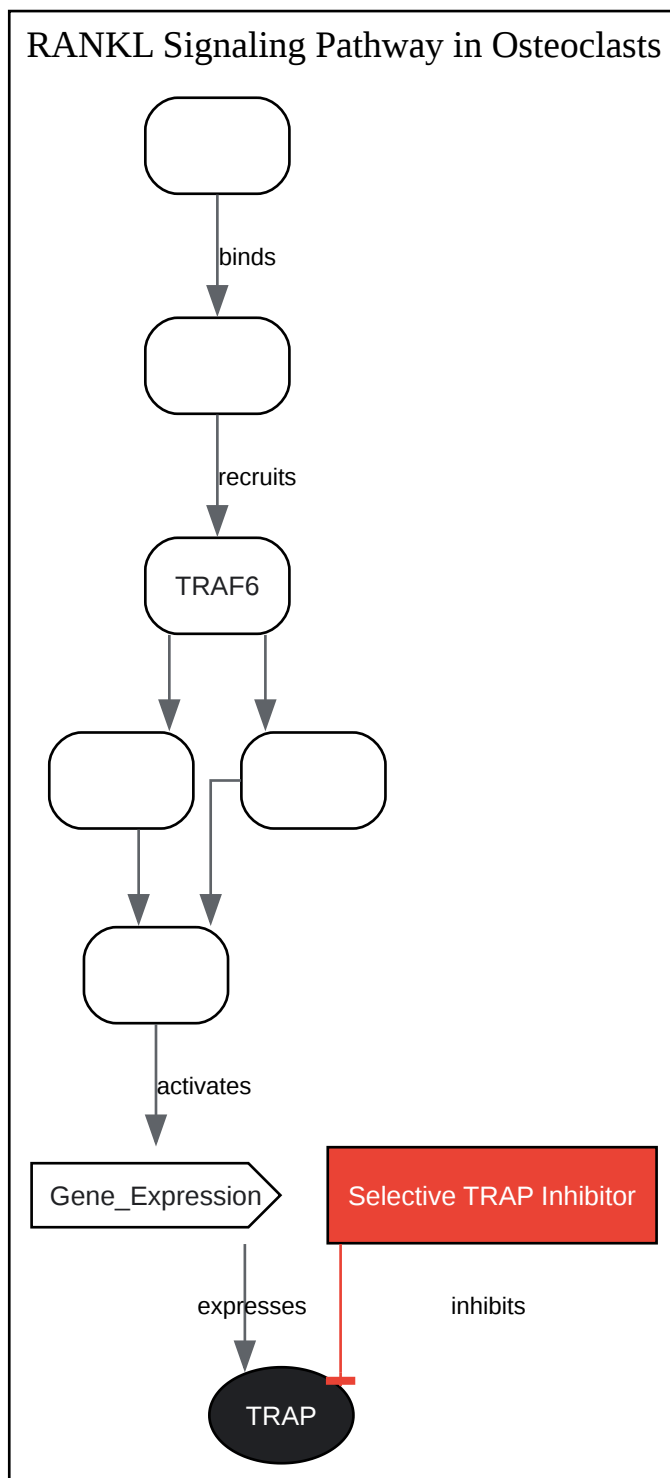 RANKL Signaling Pathway in Osteoclasts
binds
recruits
TRAF6
activates
Gene_Expression
Selective TRAP Inhibitor
expresses
inhibits
TRAP